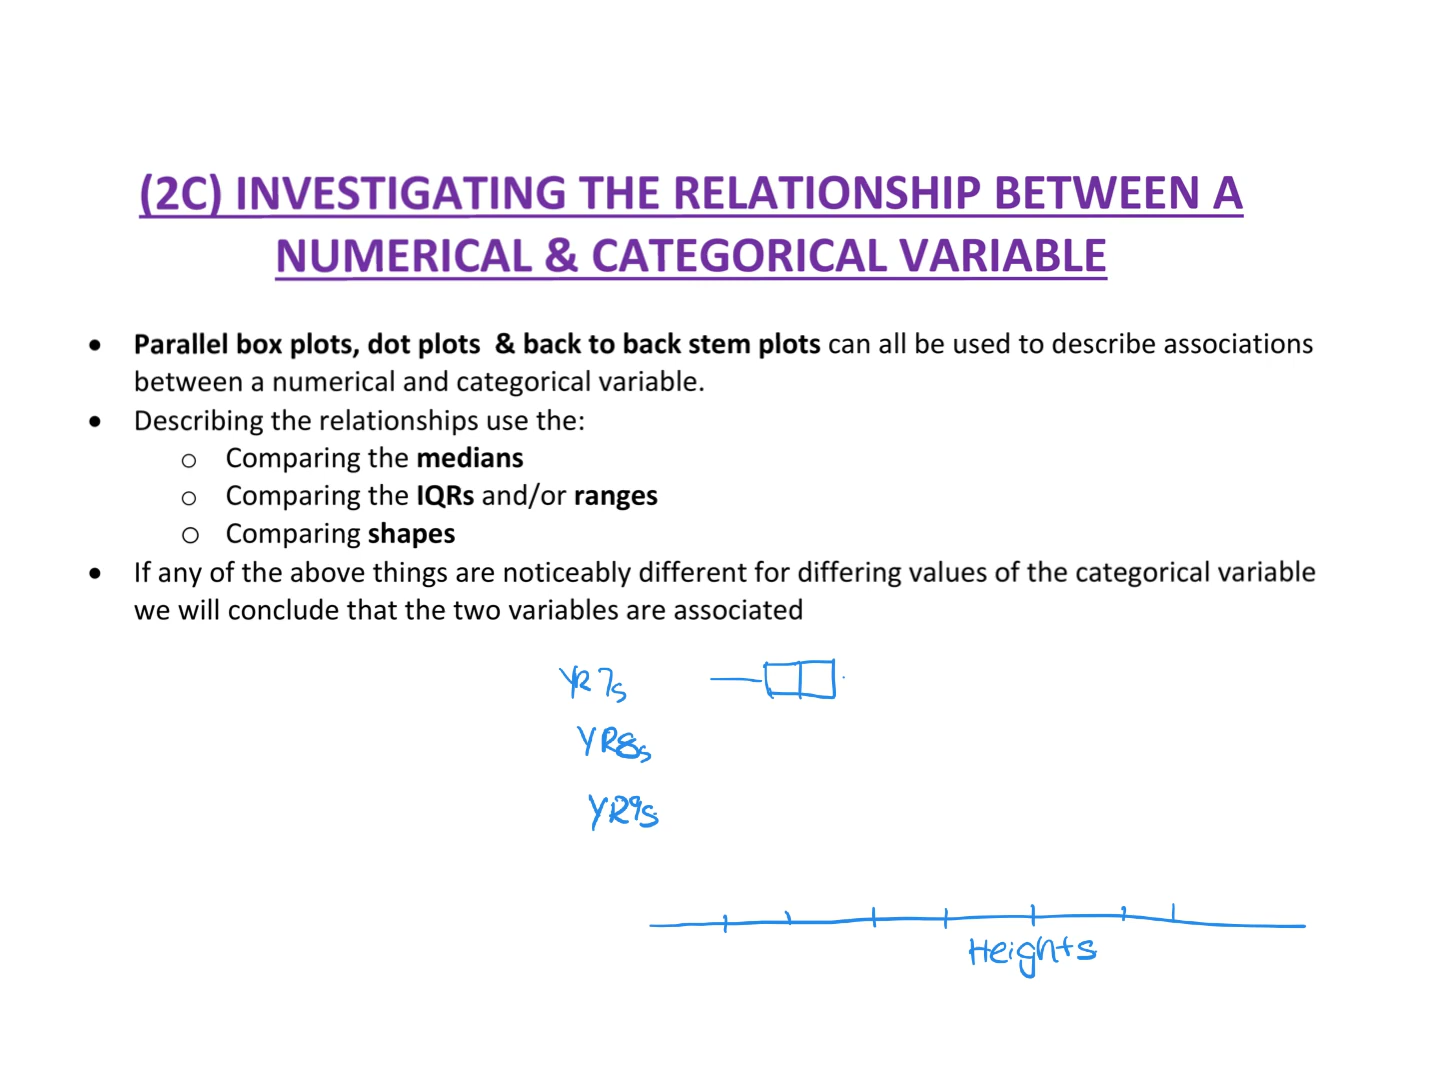 (2C) INVESTIGATING THE RELATIONSHIP BETWEEN A
NUMERICAL & CATEGORICAL VARIABLE
• Parallel box plots, dot plots & back to back stem plots can all be used to describe associations
between a numerical and categorical variable.
• Describing the relationships use the:
o Comparing the medians
o Comparing the IQRs and/or ranges
o Comparing shapes
• If any of the above things are noticeably different for differing values of the categorical variable
we will conclude that the two variables are associated
YR7s
YR8s
YR9s
Heights